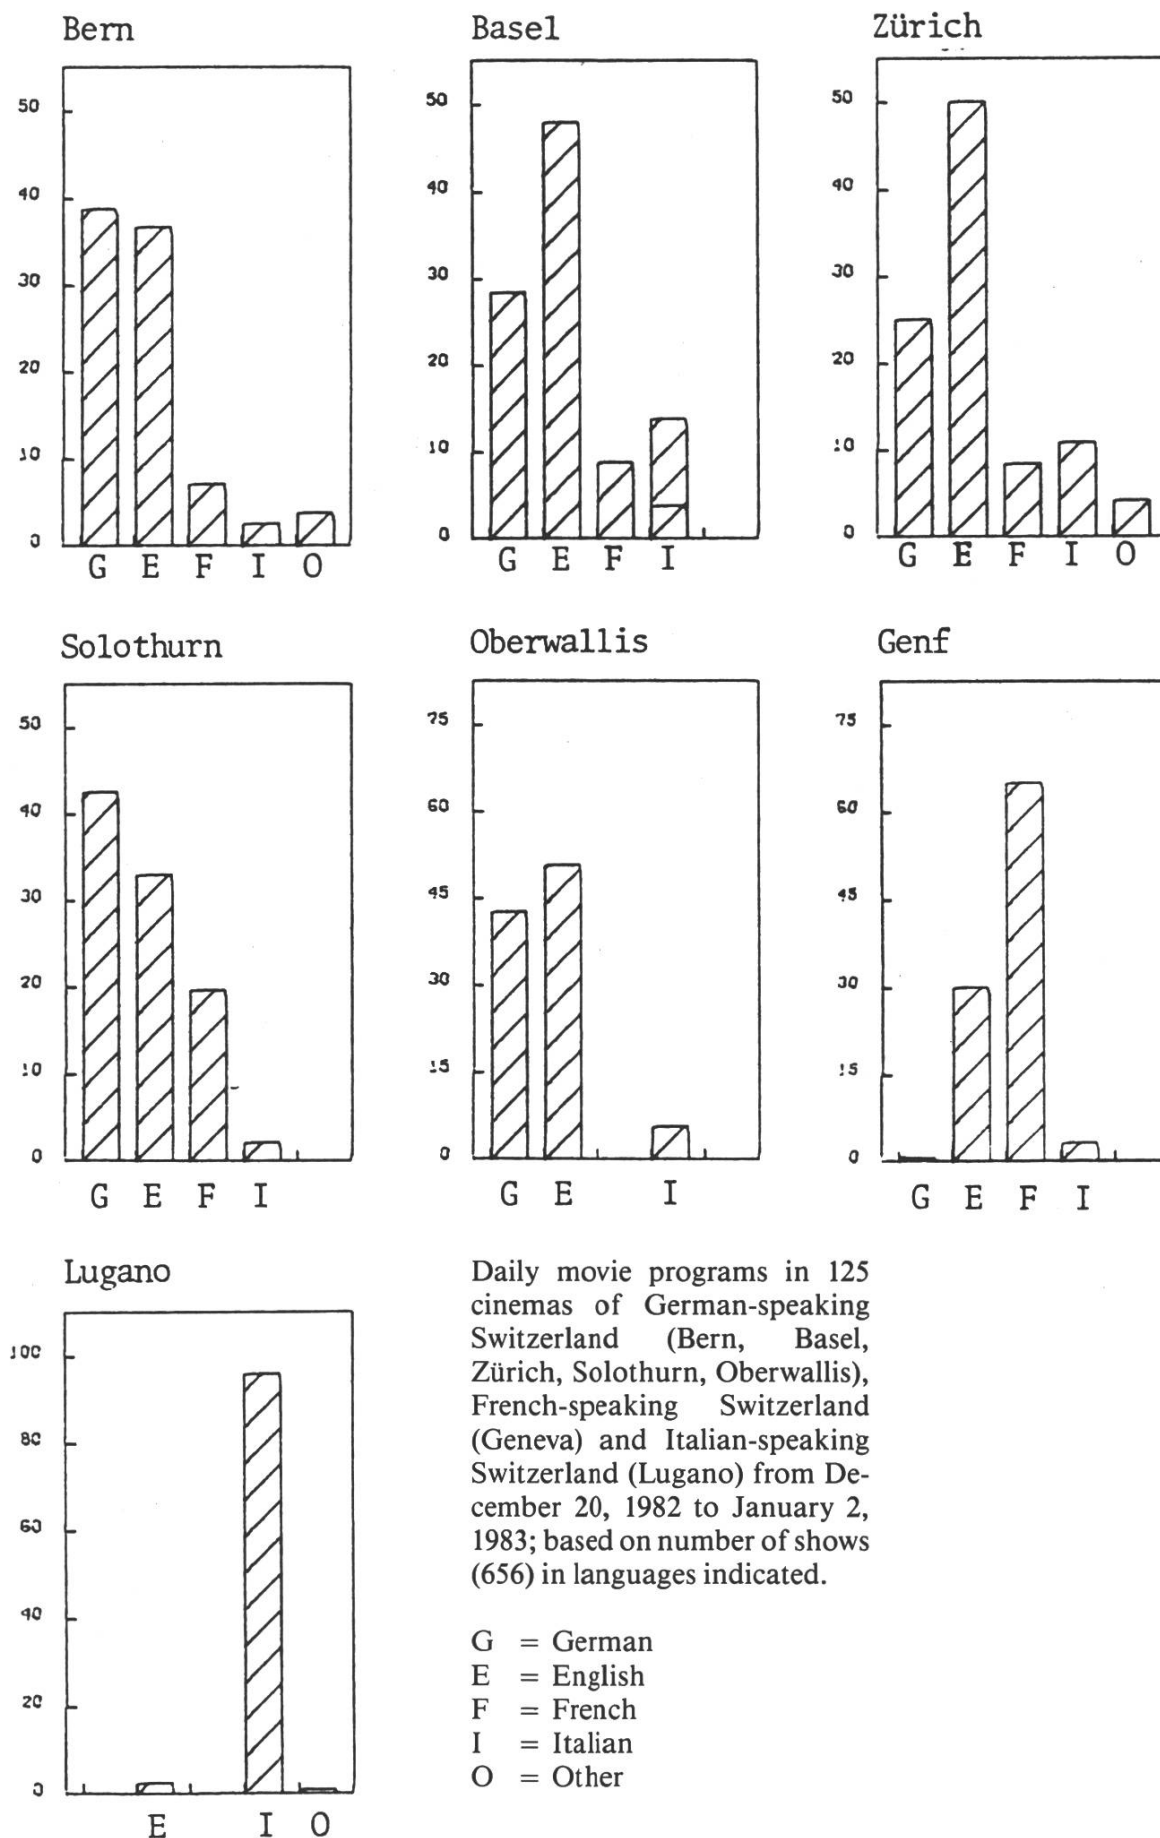 Bern
50
40
30
20
10
0
G E F I O
Basel
50
40
30
20
10
0
G E F I
Zürich
50
40
30
20
10
0
G E F I O
Solothurn
50
40
30
20
10
0
G E F I
Oberwallis
75
60
45
30
15
0
G E I
Genf
75
60
45
30
15
0
G E F I
Lugano
100
80
60
40
20
0
E I O
Daily movie programs in 125
cinemas of German-speaking
Switzerland (Bern, Basel,
Zürich, Solothurn, Oberwallis),
French-speaking Switzerland
(Geneva) and Italian-speaking
Switzerland (Lugano) from De-
cember 20, 1982 to January 2,
1983; based on number of shows
(656) in languages indicated.
G = German
E = English
F = French
I = Italian
O = Other